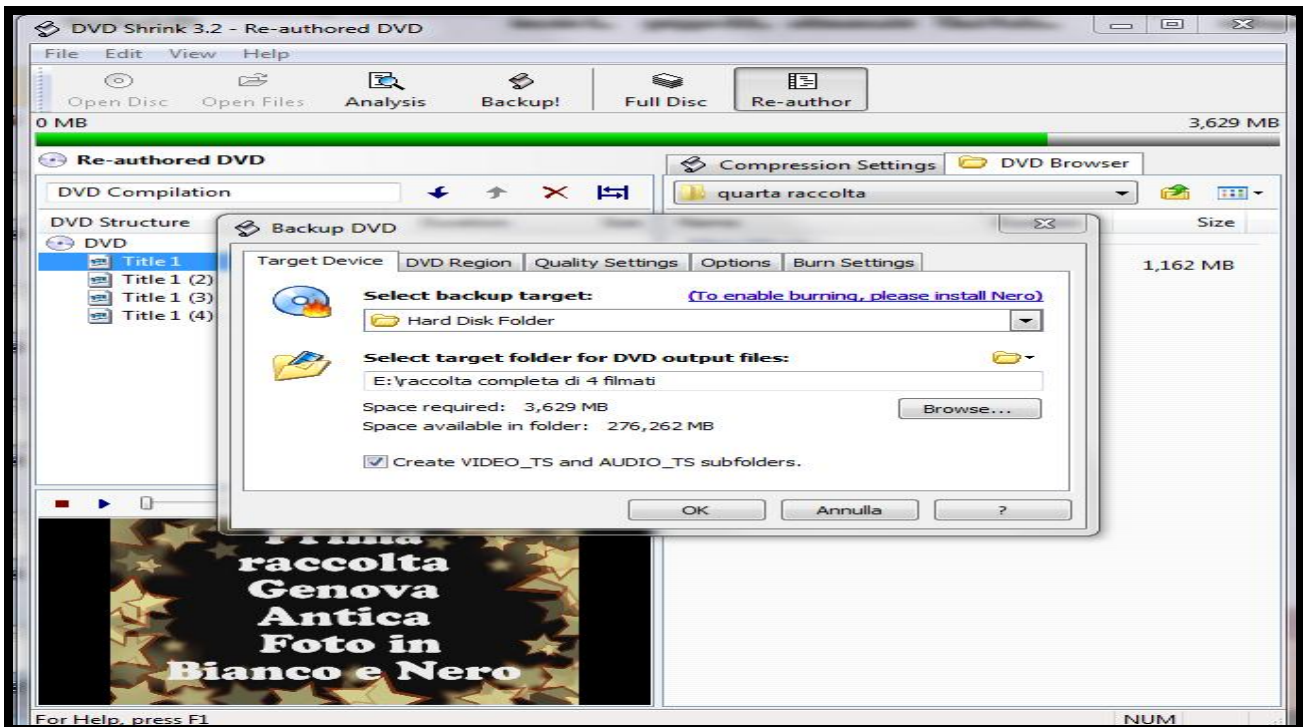 DVD Shrink 3.2 - Re-authored DVD
File Edit View Help
Open Disc Open Files Analysis Backup! Full Disc Re-author
0 MB 3,629 MB
Re-authored DVD
Compression Settings DVD Browser
DVD Compilation
quarta raccolta
DVD Structure
Size
DVD
Title 1
1,162 MB
Title 1 (2)
Title 1 (3)
Title 1 (4)
Backup DVD
Target Device DVD Region Quality Settings Options Burn Settings
Select backup target: (To enable burning, please install Nero)
Hard Disk Folder
Select target folder for DVD output files:
E:\raccolta completa di 4 filmati
Space required: 3,629 MB
Browse...
Space available in folder: 276,262 MB
Create VIDEO_TS and AUDIO_TS subfolders.
OK Annulla ?
Prima
raccolta
Genova
Antica
Foto in
Bianco e Nero
For Help, press F1 NUM